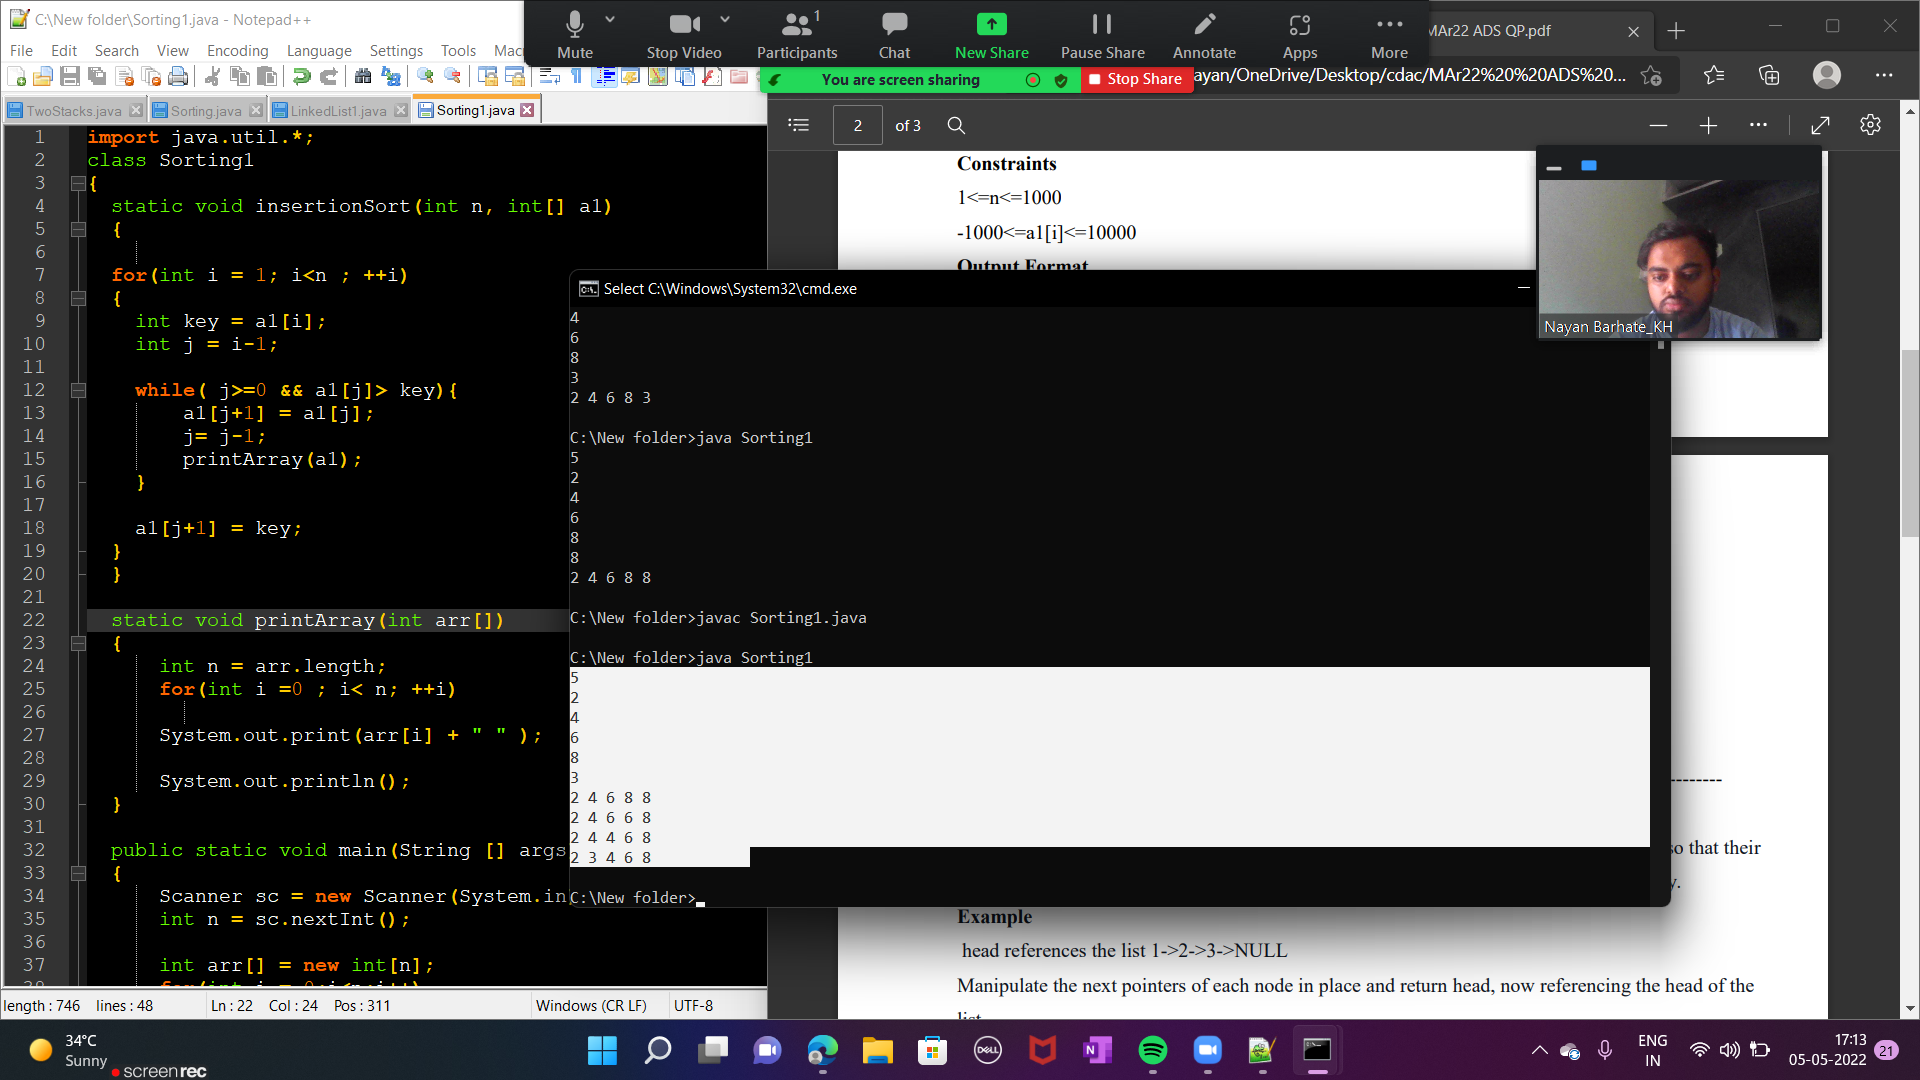 C:\New folder\Sorting1.java - Notepad++
File Edit Search View Encoding Language Settings Tools
Mute
Stop Video
Participants
1
Chat
New Share
Pause Share
Annotate
Apps
More
You are screen sharing
Stop Share
MAr22 ADS QP.pdf
ayan/OneDrive/Desktop/cdac/MAr22%20%20ADS%20...
TwoStacks.java
Sorting.java
LinkedList1.java
Sorting1.java
2 of 3
1 import java.util.*;
2 class Sorting1
3 {
4 static void insertionSort(int n, int[] a1)
5 {
6
7 for(int i = 1; i<n ; ++i)
8 {
9 int key = a1[i];
10 int j = i-1;
11
12 while( j>=0 && a1[j]> key){
13 a1[j+1] = a1[j];
14 j= j-1;
15 printArray(a1);
16 }
17
18 a1[j+1] = key;
19 }
20 }
21
22 static void printArray(int arr[])
23 {
24 int n = arr.length;
25 for(int i =0 ; i< n; ++i)
26
27 System.out.print(arr[i] + " " );
28
29 System.out.println();
30 }
31
32 public static void main(String [] args
33 {
34 Scanner sc = new Scanner(System.in
35 int n = sc.nextInt();
36
37 int arr[] = new int[n];
length : 746 lines : 48 Ln : 22 Col : 24 Pos : 311 Windows (CR LF) UTF-8
Constraints
1<=n<=1000
-1000<=a1[i]<=10000
Output Format
Nayan Barhate_KH
Select C:\Windows\System32\cmd.exe
4
6
8
3
2 4 6 8 3
C:\New folder>java Sorting1
5
2
4
6
8
8
2 4 6 8 8
C:\New folder>javac Sorting1.java
C:\New folder>java Sorting1
5
2
4
6
8
3
2 4 6 8 8
2 4 6 6 8
2 4 4 6 8
2 3 4 6 8
C:\New folder>
---------
so that their
y.
Example
head references the list 1->2->3->NULL
Manipulate the next pointers of each node in place and return head, now referencing the head of the
34°C
Sunny
screenrec
DELL
ENG
IN
17:13
05-05-2022
21